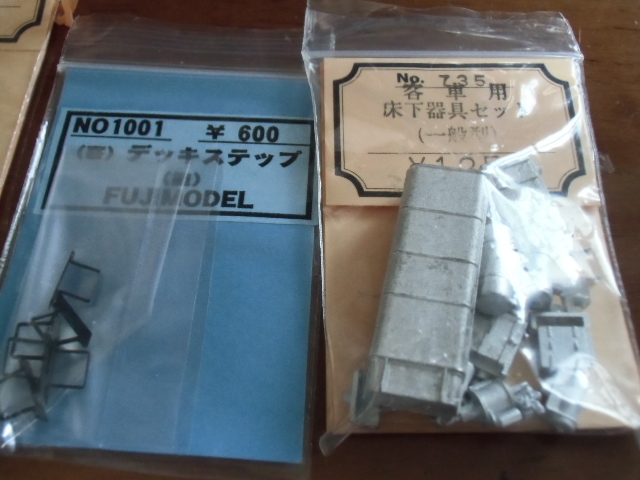 NO1001 ¥ 600
デッキステップ
FUJIMODEL
No. 735
客車用
床下器具セット
(一般型)